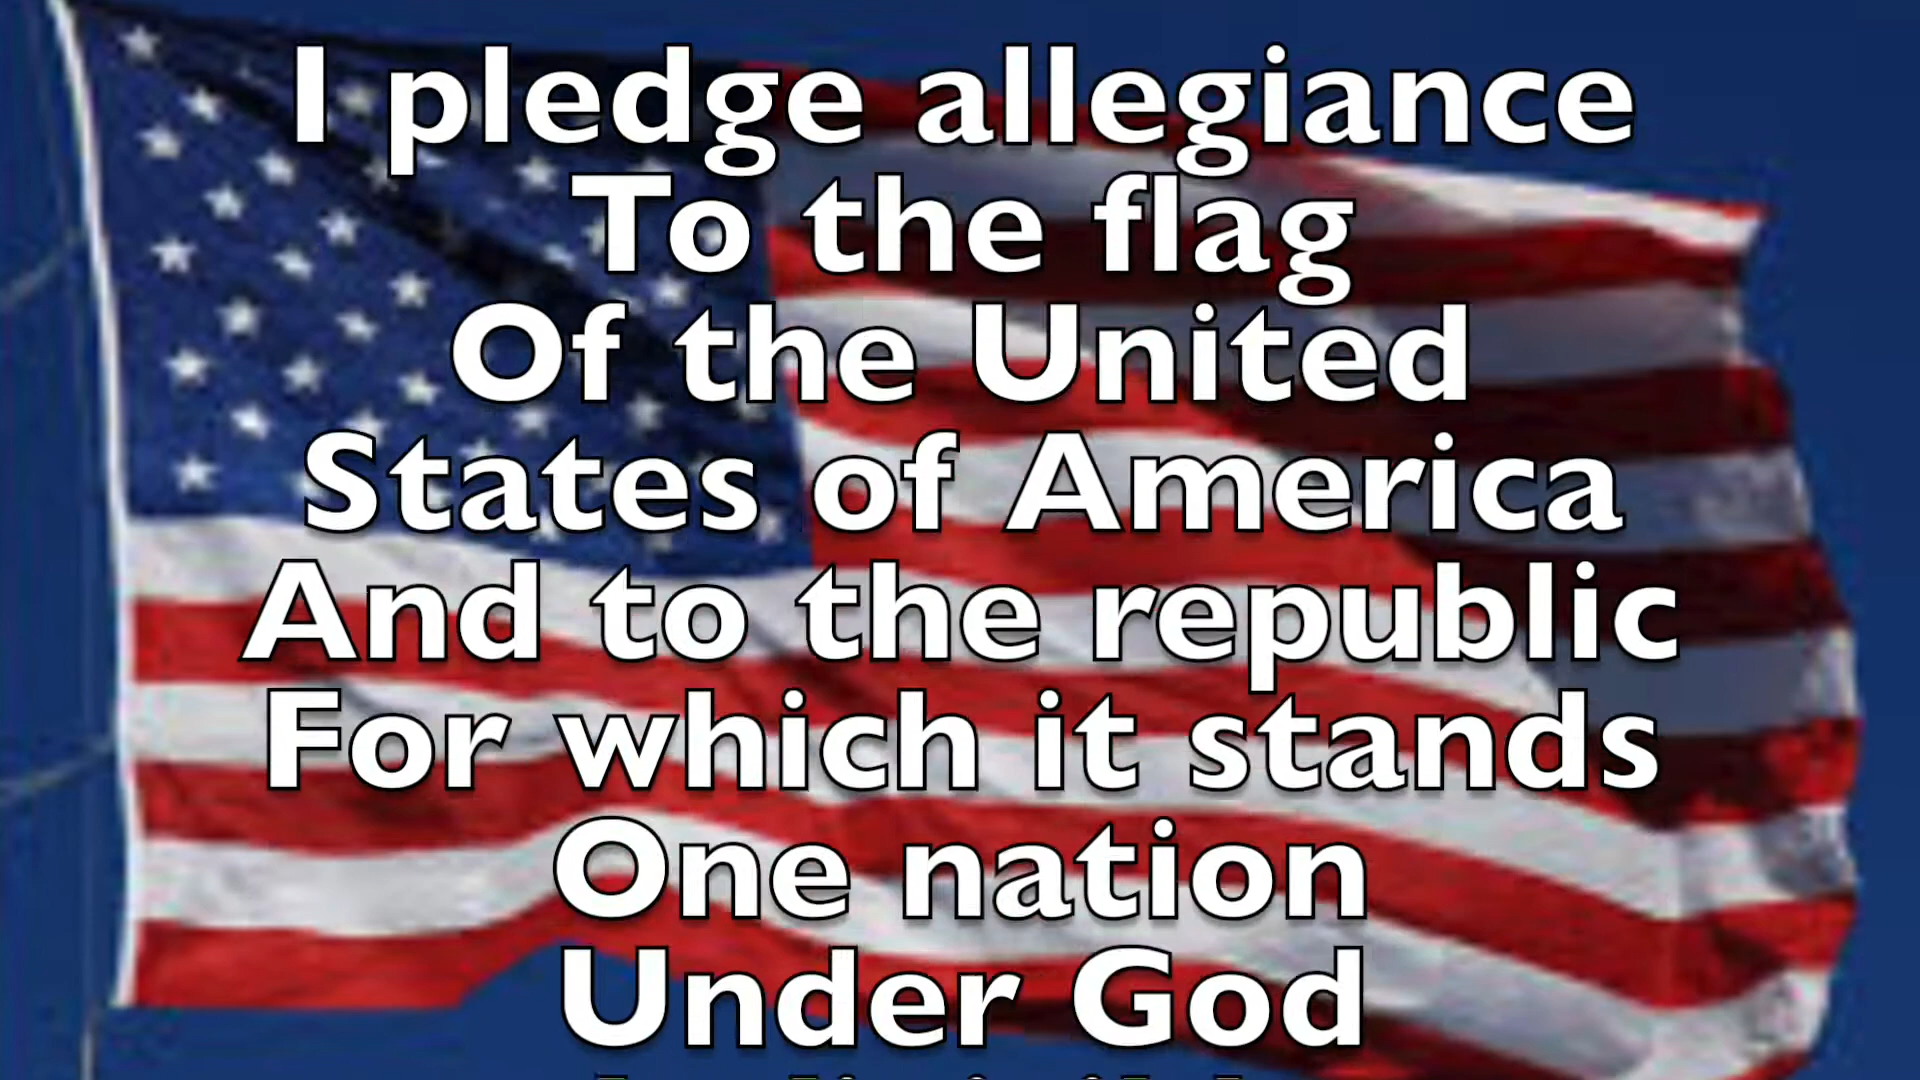 I pledge allegiance
To the flag
Of the United
States of America
And to the republic
For which it stands
One nation
Under God